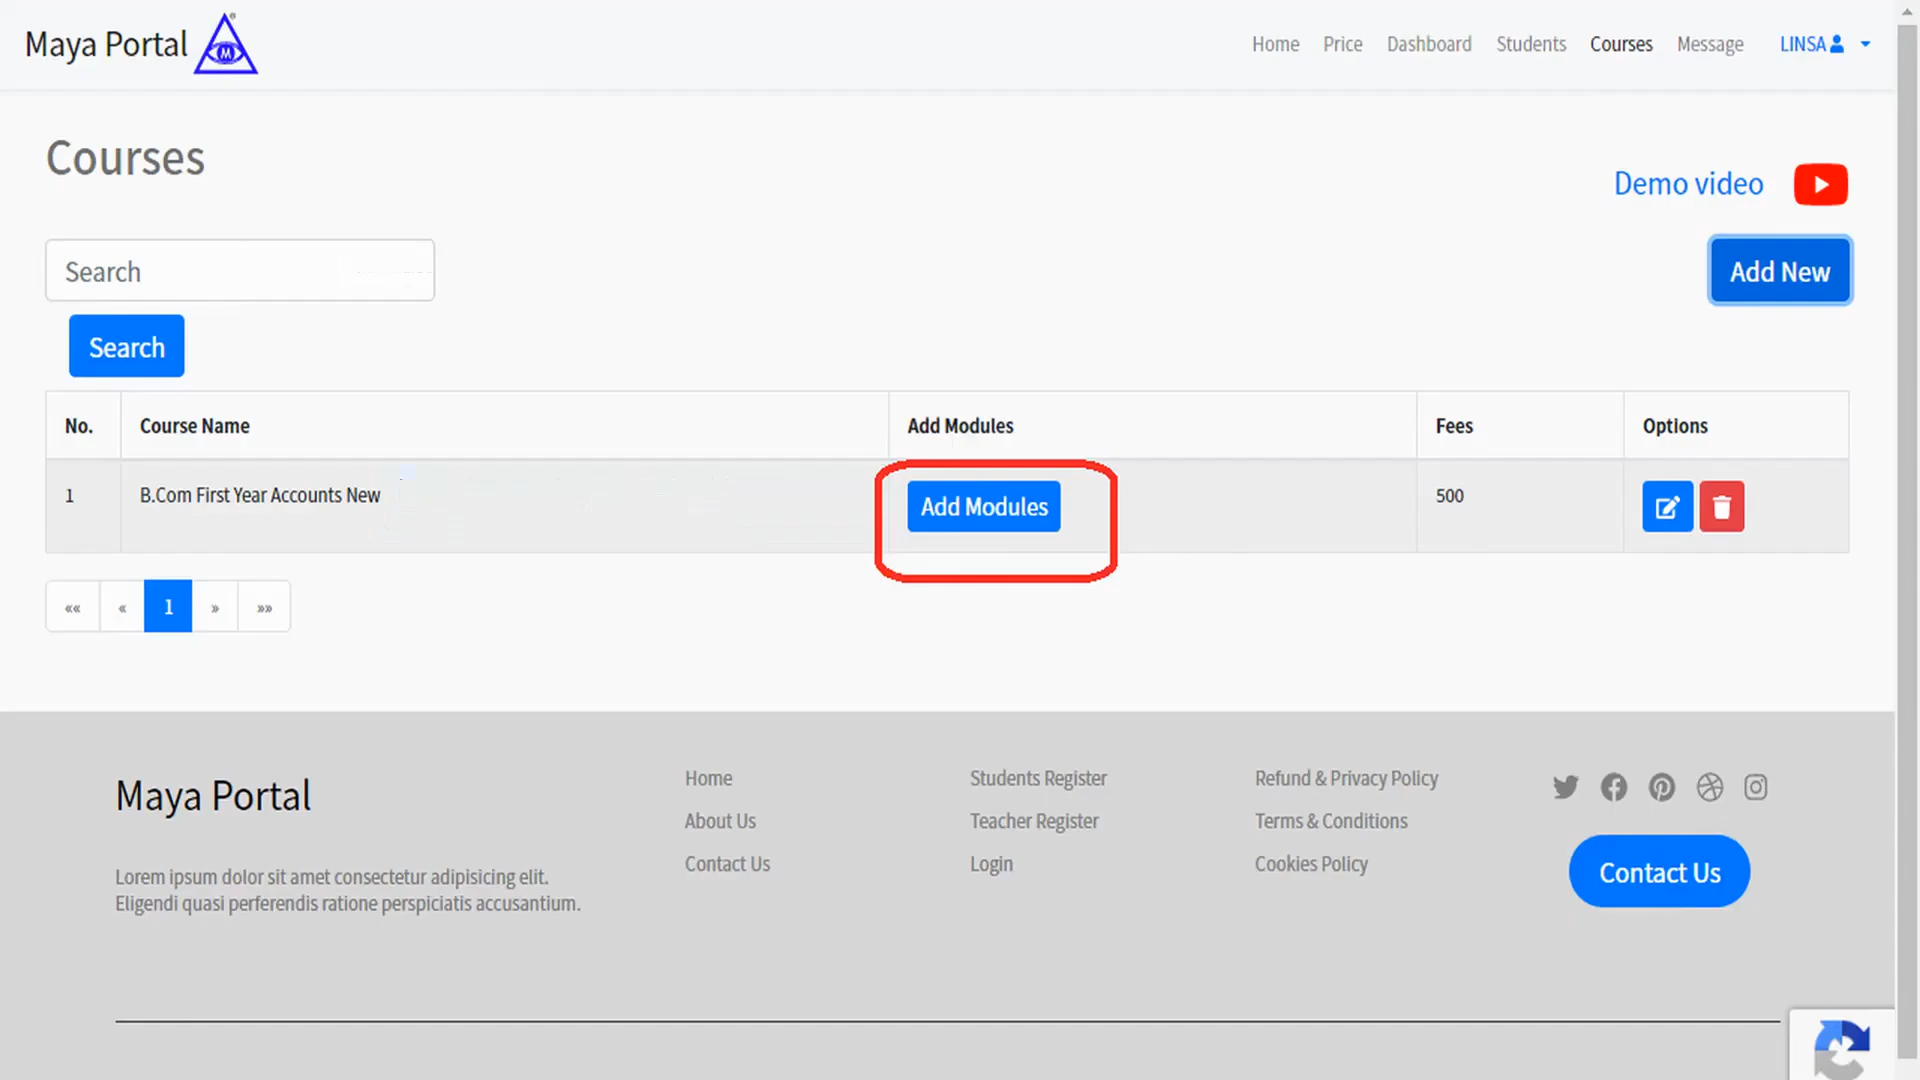 Maya Portal
M
Home Price Dashboard Students Courses Message LINSA
Courses
Demo video
Search
Add New
Search
No. Course Name Add Modules Fees Options
1 B.Com First Year Accounts New Add Modules 500
«« « 1 » »»
Maya Portal
Lorem ipsum dolor sit amet consectetur adipisicing elit.
Eligendi quasi perferendis ratione perspiciatis accusantium.
Home
About Us
Contact Us
Students Register
Teacher Register
Login
Refund & Privacy Policy
Terms & Conditions
Cookies Policy
Contact Us